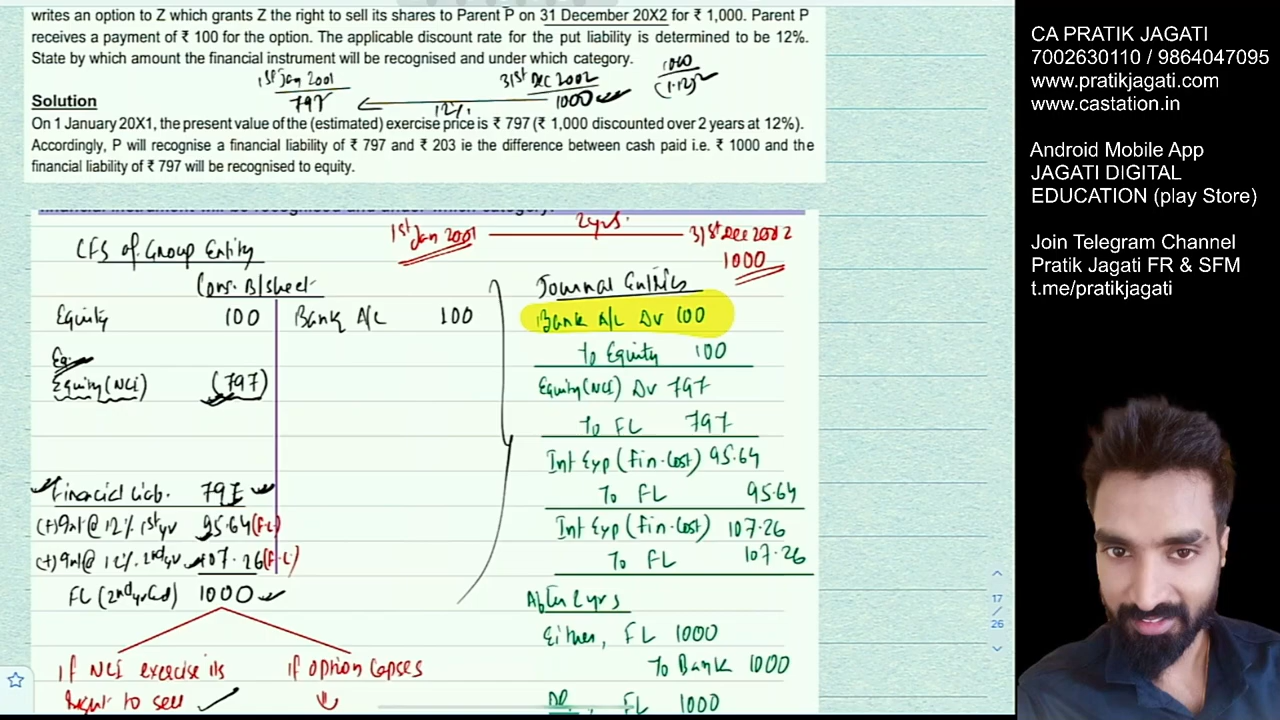 writes an option to Z which grants Z the right to sell its shares to Parent P on 31 December 20X2 for ₹ 1,000. Parent P
receives a payment of ₹ 100 for the option. The applicable discount rate for the put liability is determined to be 12%.
State by which amount the financial instrument will be recognised and under which category.
1000
(1.12)²
1st Jan 2001
31st Dec 2002
797
12%
1000
Solution
On 1 January 20X1, the present value of the (estimated) exercise price is ₹ 797 (₹ 1,000 discounted over 2 years at 12%).
Accordingly, P will recognise a financial liability of ₹ 797 and ₹ 203 ie the difference between cash paid i.e. ₹ 1000 and the
financial liability of ₹ 797 will be recognised to equity.
1st Jan 2001
2yrs.
31st Dec 2002
1000
CFS of Group Entity
Cons. B/sheet
Equity 100 Bank A/c 100
Eq
Equity (NCI) (797)
Financial Liab. 797
(+) Int @ 12% 1st yr 95.64 (F.L)
(+) Int @ 12% 2nd yr 107.26 (F.L)
FL (2nd yr end) 1000
if NCI exercise its
Right to sell
if option lapses
Journal Entries
Bank A/c Dr 100
To Equity 100
Equity (NCI) Dr 797
To FL 797
Int Exp (fin. Cost) 95.64
To FL 95.64
Int Exp (fin. Cost) 107.26
To FL 107.26
After 2 yrs
Either, FL 1000
To Bank 1000
OR, FL 1000
17
/
26
CA PRATIK JAGATI
7002630110 / 9864047095
www.pratikjagati.com
www.castation.in
Android Mobile App
JAGATI DIGITAL
EDUCATION (play Store)
Join Telegram Channel
Pratik Jagati FR & SFM
t.me/pratikjagati